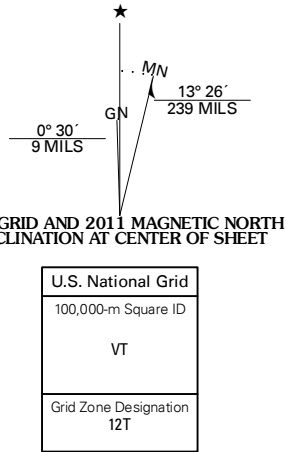 ★
MN
GN
13° 26´
239 MILS
0° 30´
9 MILS
GRID AND 2011 MAGNETIC NORTH
CLINATION AT CENTER OF SHEET
U.S. National Grid
100,000-m Square ID
VT
Grid Zone Designation
12T